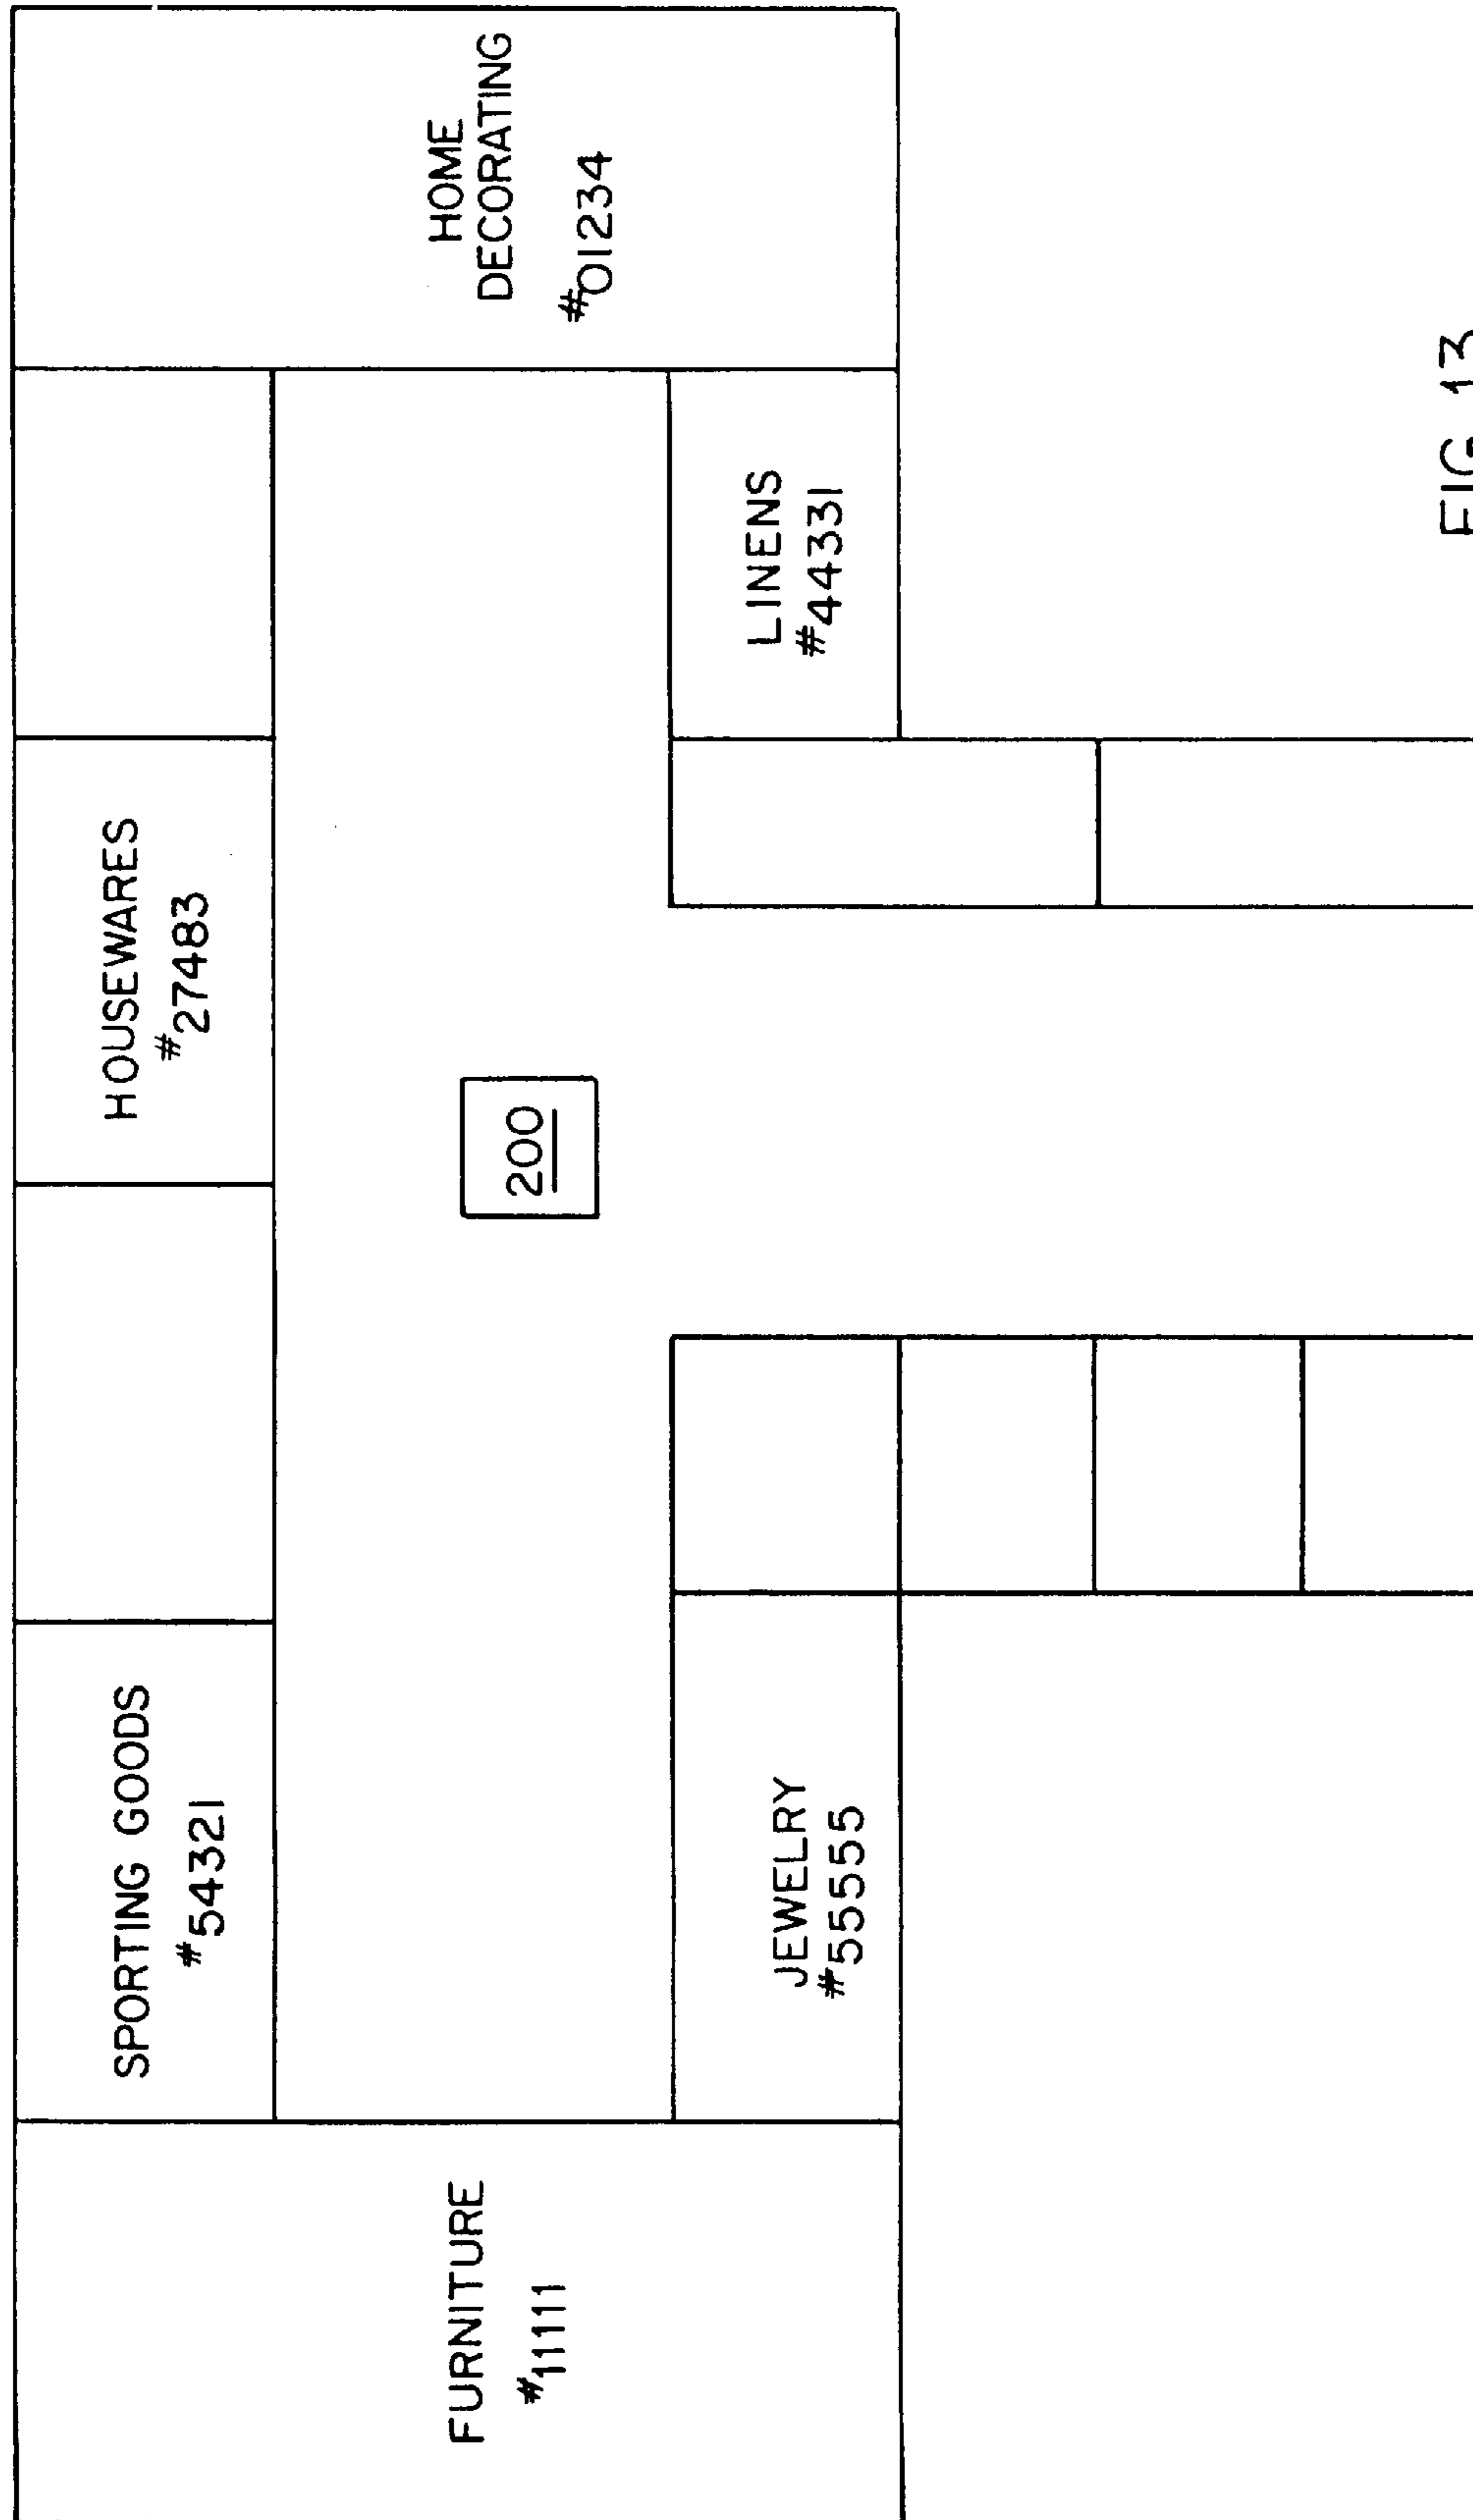 SPORTING GOODS
#54321
HOUSEWARES
#27483
FURNITURE
#11111
200
HOME
DECORATING
#01234
JEWELRY
#55555
LINENS
#44331
FIG. 13